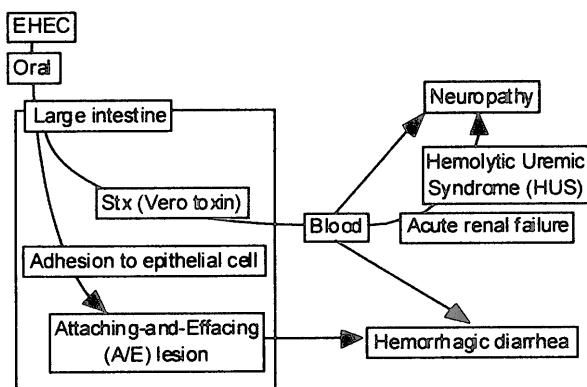 EHEC
Oral
Large intestine
Neuropathy
Hemolytic Uremic
Syndrome (HUS)
Stx (Vero toxin)
Blood
Acute renal failure
Adhesion to epithelial cell
Attaching-and-Effacing
(A/E) lesion
Hemorrhagic diarrhea